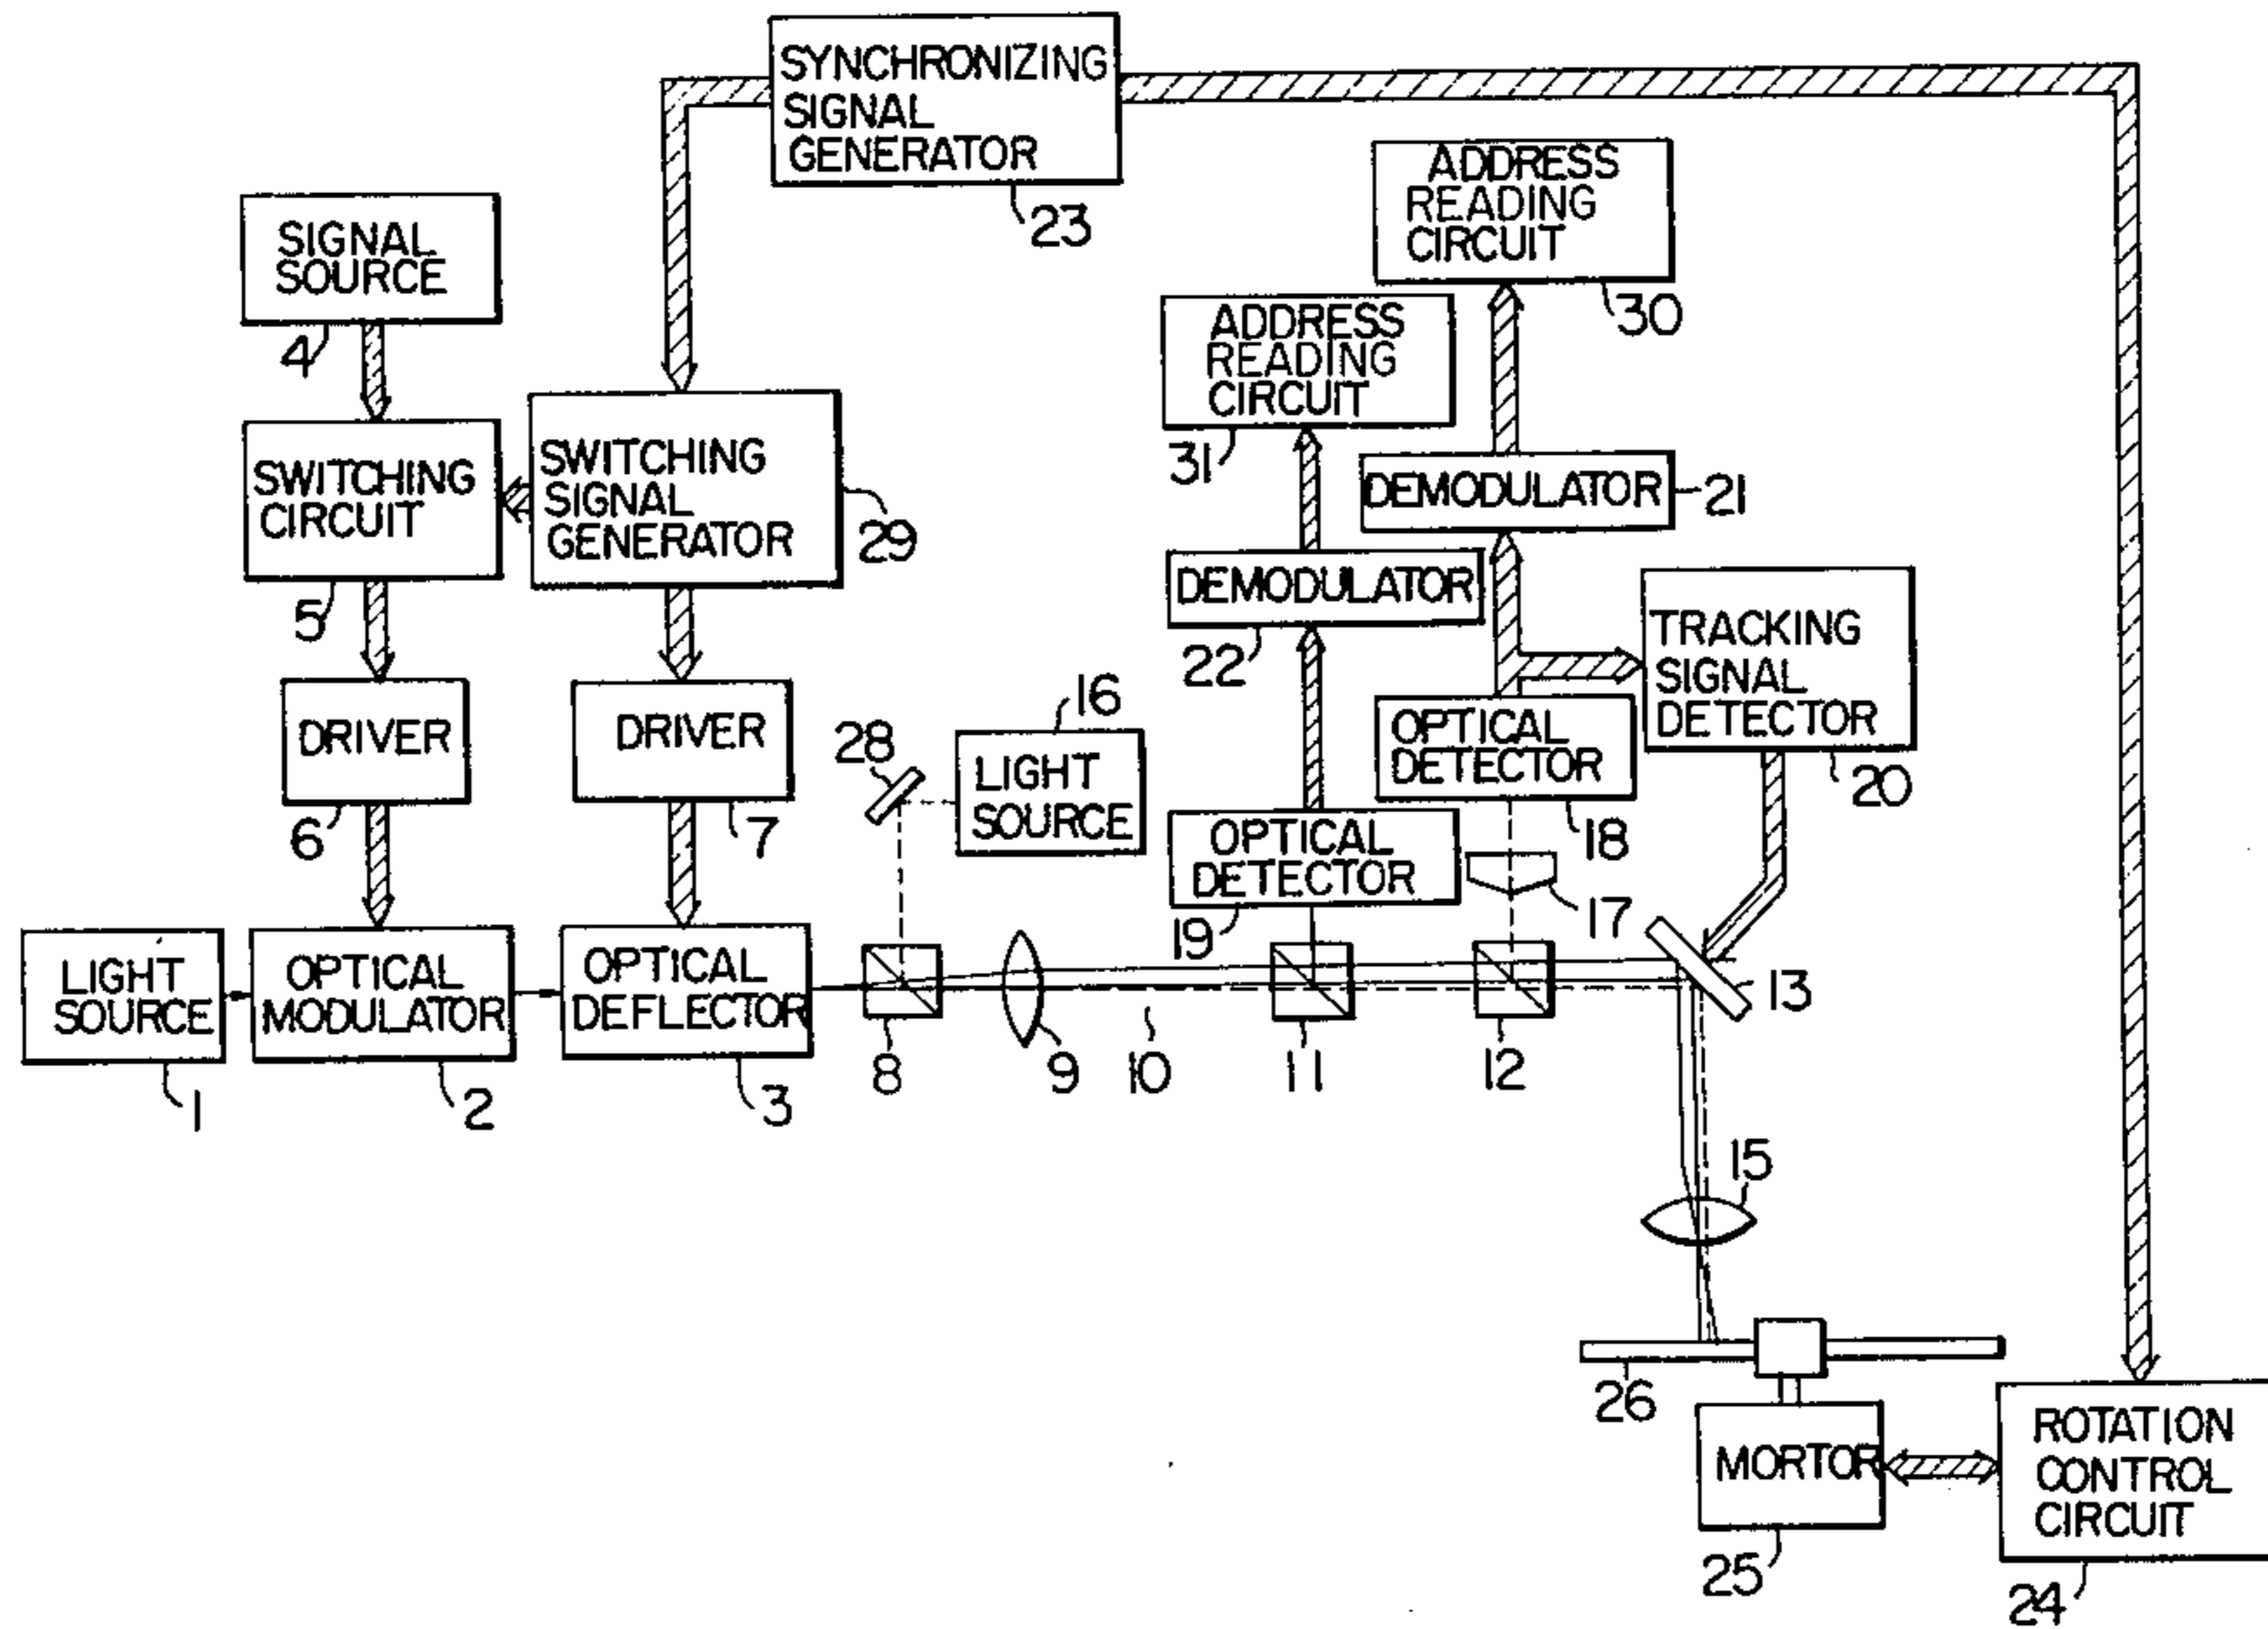 SYNCHRONIZING
SIGNAL
GENERATOR
23
ADDRESS
READING
CIRCUIT
30
SIGNAL
SOURCE
4
ADDRESS
READING
CIRCUIT
31
SWITCHING
CIRCUIT
5
SWITCHING
SIGNAL
GENERATOR
29
DEMODULATOR
21
DEMODULATOR
22
TRACKING
SIGNAL
DETECTOR
20
DRIVER
6
DRIVER
7
28
16
LIGHT
SOURCE
OPTICAL
DETECTOR
18
OPTICAL
DETECTOR
19
17
LIGHT
SOURCE
1
OPTICAL
MODULATOR
2
OPTICAL
DEFLECTOR
3
8
9
10
11
12
13
15
26
MORTOR
25
ROTATION
CONTROL
CIRCUIT
24